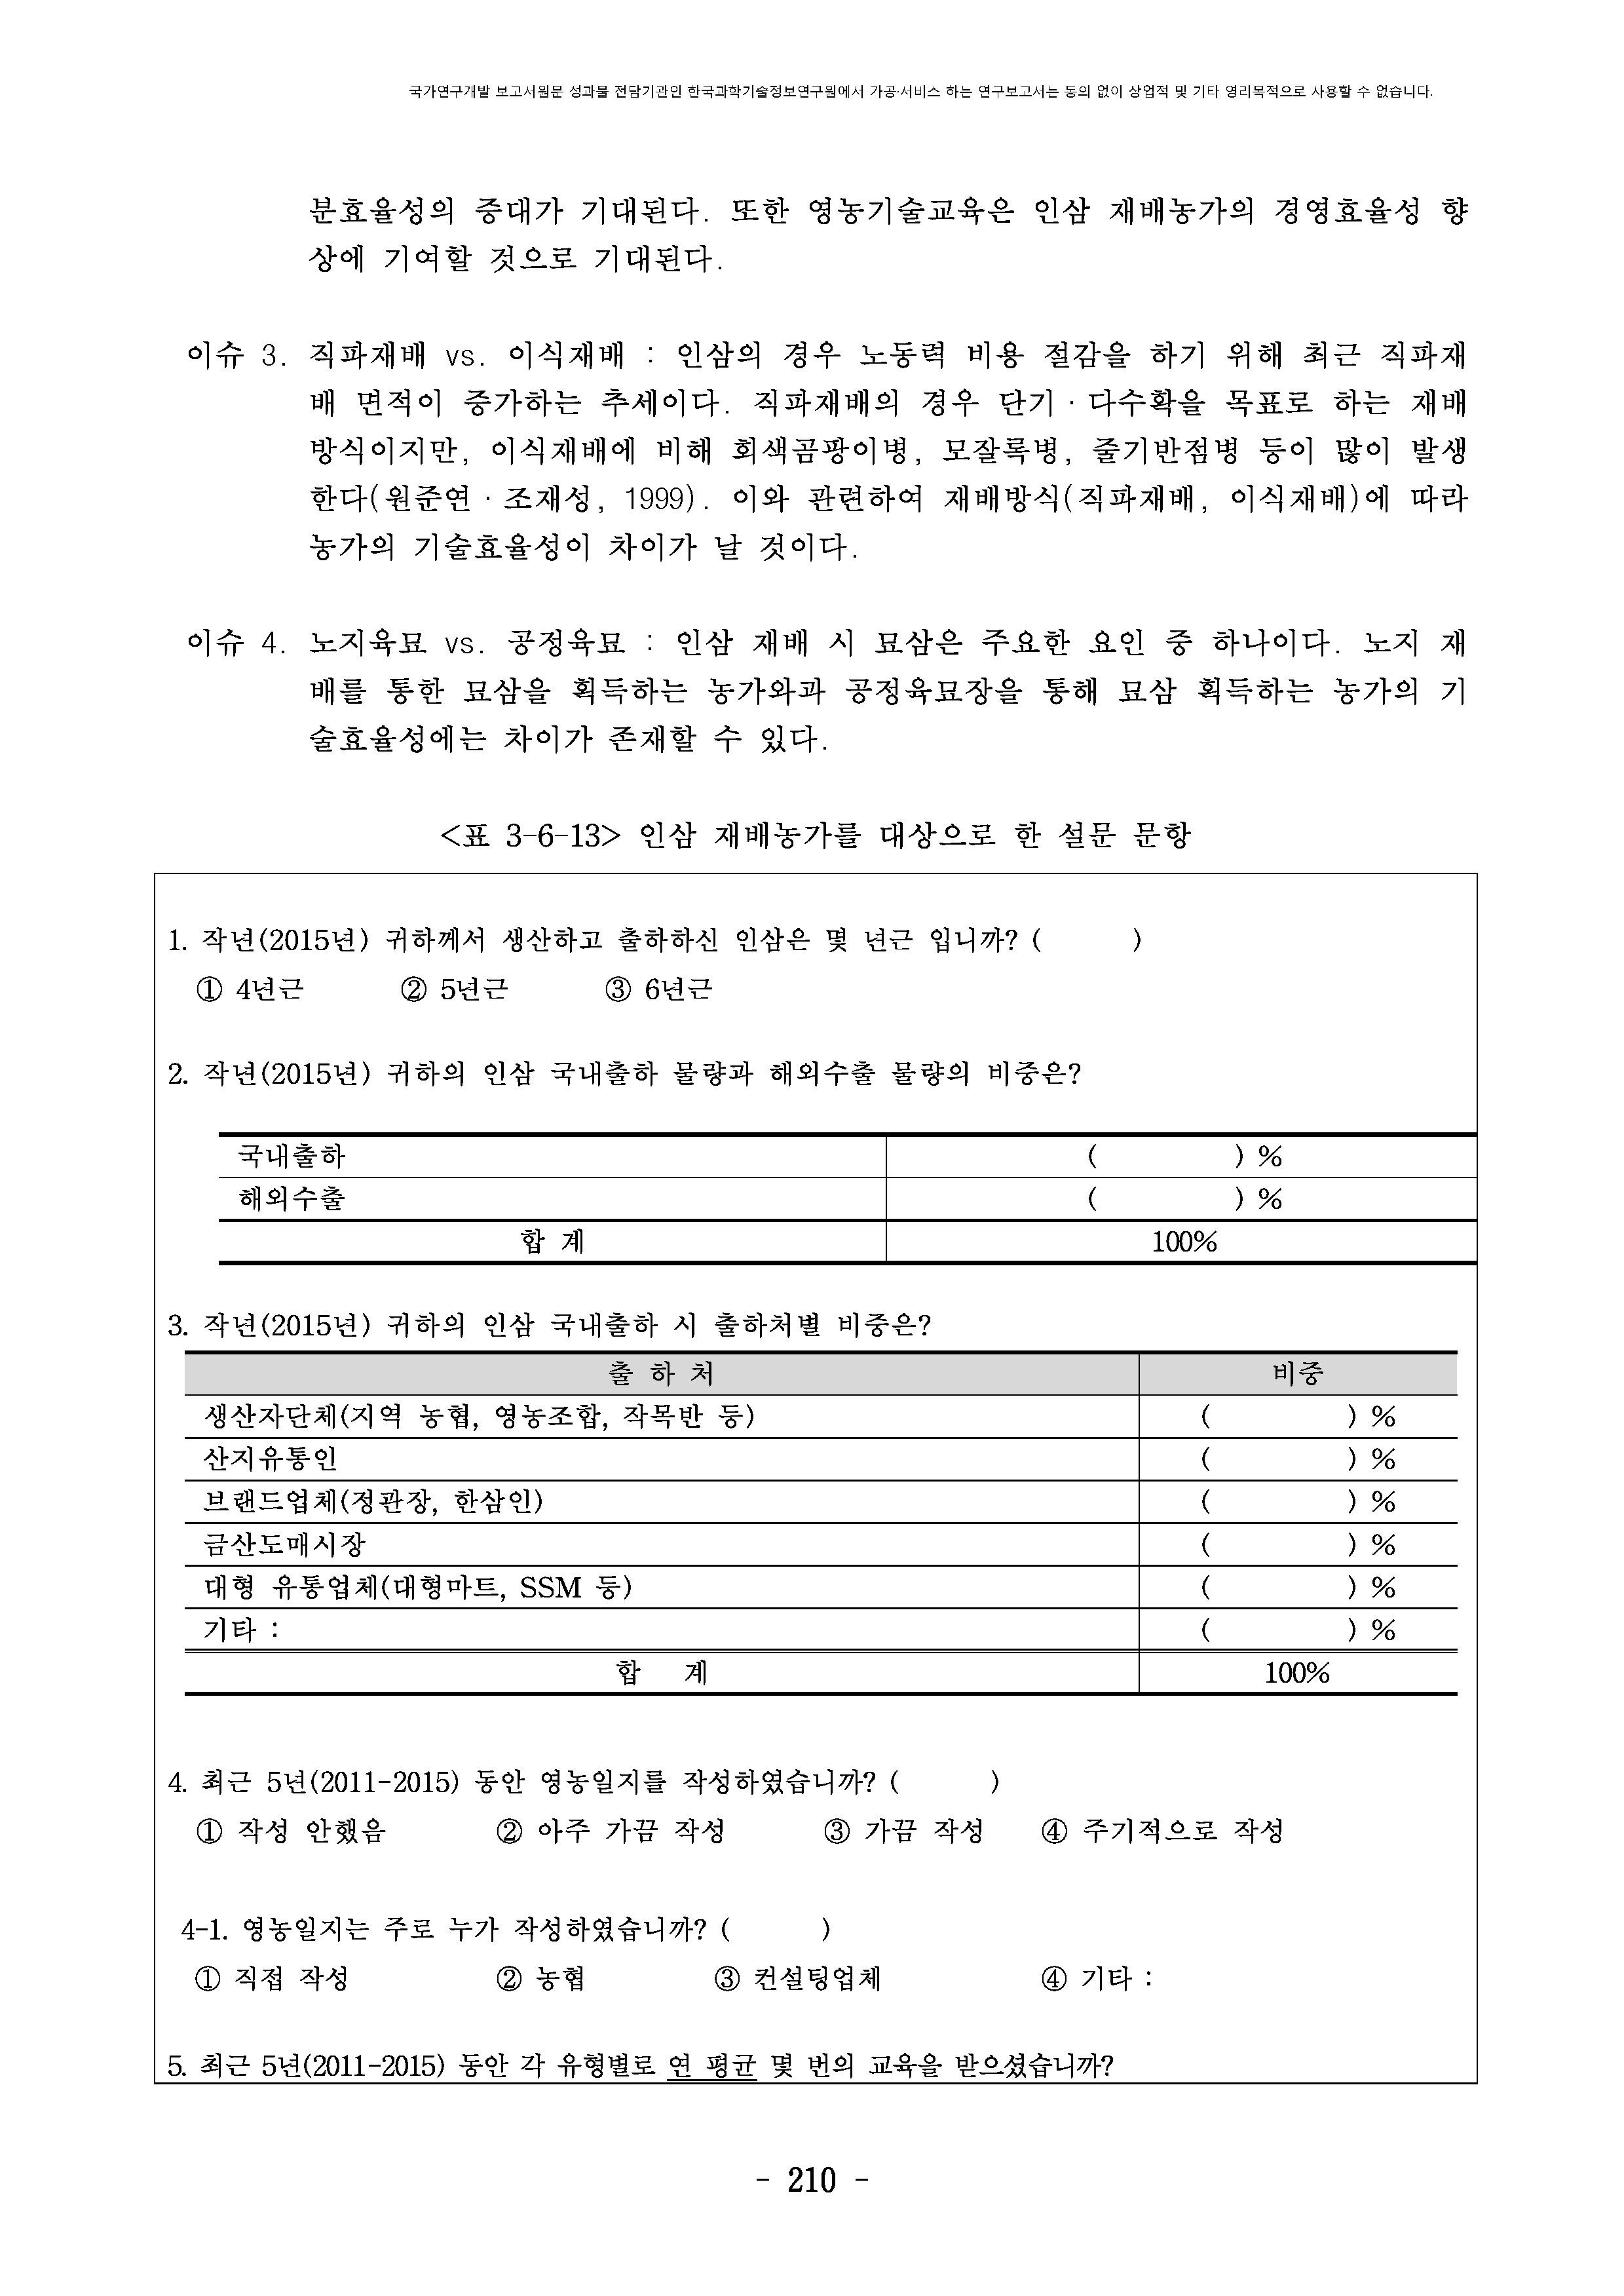 국가연구개발 보고서원문 성과물 전담기관인 한국과학기술정보연구원에서 가공·서비스 하는 연구보고서는 동의 없이 상업적 및 기타 영리목적으로 사용할 수 없습니다.
분효율성의 증대가 기대된다. 또한 영농기술교육은 인삼 재배농가의 경영효율성 향
상에 기여할 것으로 기대된다.
이슈 3. 직파재배 vs. 이식재배 : 인삼의 경우 노동력 비용 절감을 하기 위해 최근 직파재
배 면적이 증가하는 추세이다. 직파재배의 경우 단기·다수확을 목표로 하는 재배
방식이지만, 이식재배에 비해 회색곰팡이병, 모잘록병, 줄기반점병 등이 많이 발생
한다(원준연·조재성, 1999). 이와 관련하여 재배방식(직파재배, 이식재배)에 따라
농가의 기술효율성이 차이가 날 것이다.
이슈 4. 노지육묘 vs. 공정육묘 : 인삼 재배 시 묘삼은 주요한 요인 중 하나이다. 노지 재
배를 통한 묘삼을 획득하는 농가와과 공정육묘장을 통해 묘삼 획득하는 농가의 기
술효율성에는 차이가 존재할 수 있다.
<표 3-6-13> 인삼 재배농가를 대상으로 한 설문 문항
1. 작년(2015년) 귀하께서 생산하고 출하하신 인삼은 몇 년근 입니까? ( )
① 4년근 ② 5년근 ③ 6년근
2. 작년(2015년) 귀하의 인삼 국내출하 물량과 해외수출 물량의 비중은?
국내출하 ( ) %
해외수출 ( ) %
합 계 100%
3. 작년(2015년) 귀하의 인삼 국내출하 시 출하처별 비중은?
출 하 처 비중
생산자단체(지역 농협, 영농조합, 작목반 등) ( ) %
산지유통인 ( ) %
브랜드업체(정관장, 한삼인) ( ) %
금산도매시장 ( ) %
대형 유통업체(대형마트, SSM 등) ( ) %
기타 : ( ) %
합 계 100%
4. 최근 5년(2011-2015) 동안 영농일지를 작성하였습니까? ( )
① 작성 안했음 ② 아주 가끔 작성 ③ 가끔 작성 ④ 주기적으로 작성
4-1. 영농일지는 주로 누가 작성하였습니까? ( )
① 직접 작성 ② 농협 ③ 컨설팅업체 ④ 기타 :
5. 최근 5년(2011-2015) 동안 각 유형별로 연 평균 몇 번의 교육을 받으셨습니까?
- 210 -